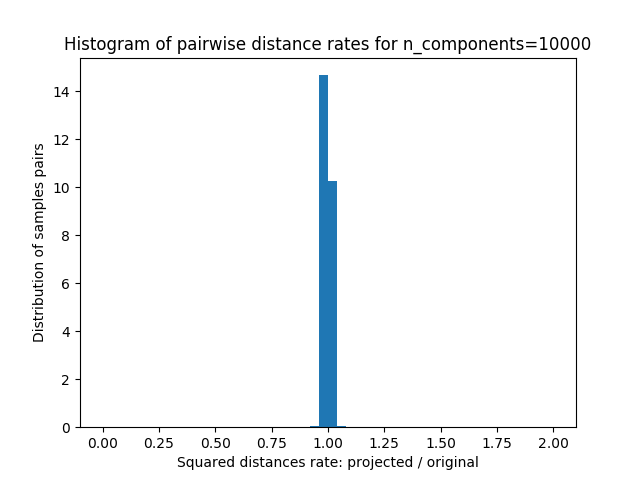 Histogram of pairwise distance rates for n_components=10000
Distribution of samples pairs
14
12
10
8
6
4
2
0
0.00 0.25 0.50 0.75 1.00 1.25 1.50 1.75 2.00
Squared distances rate: projected / original